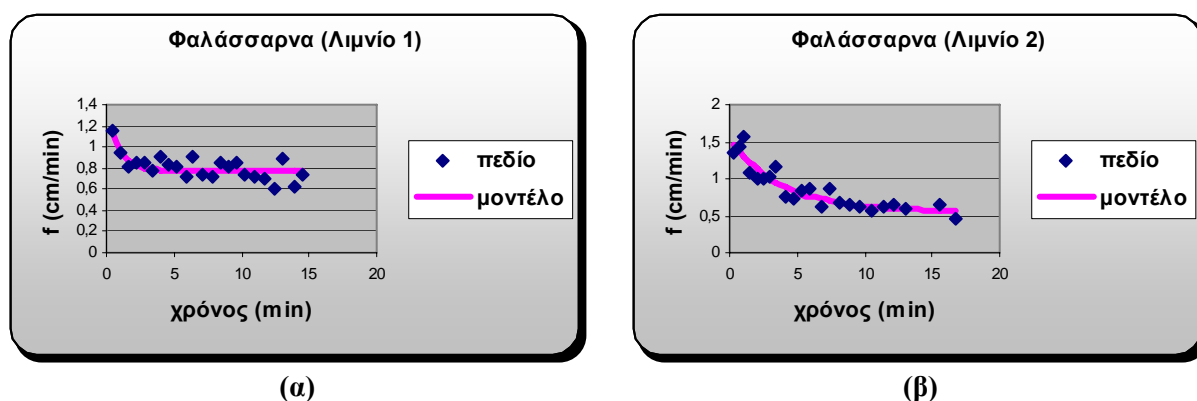 Φαλάσσαρνα (Λιμνίο 1)
f (cm/min)
1,4
1,2
1
0,8
0,6
0,4
0,2
0
0 5 10 15 20
χρόνος (min)
πεδίο
μοντέλο
(α)
Φαλάσσαρνα (Λιμνίο 2)
f (cm/min)
2
1,5
1
0,5
0
0 5 10 15 20
χρόνος (min)
πεδίο
μοντέλο
(β)